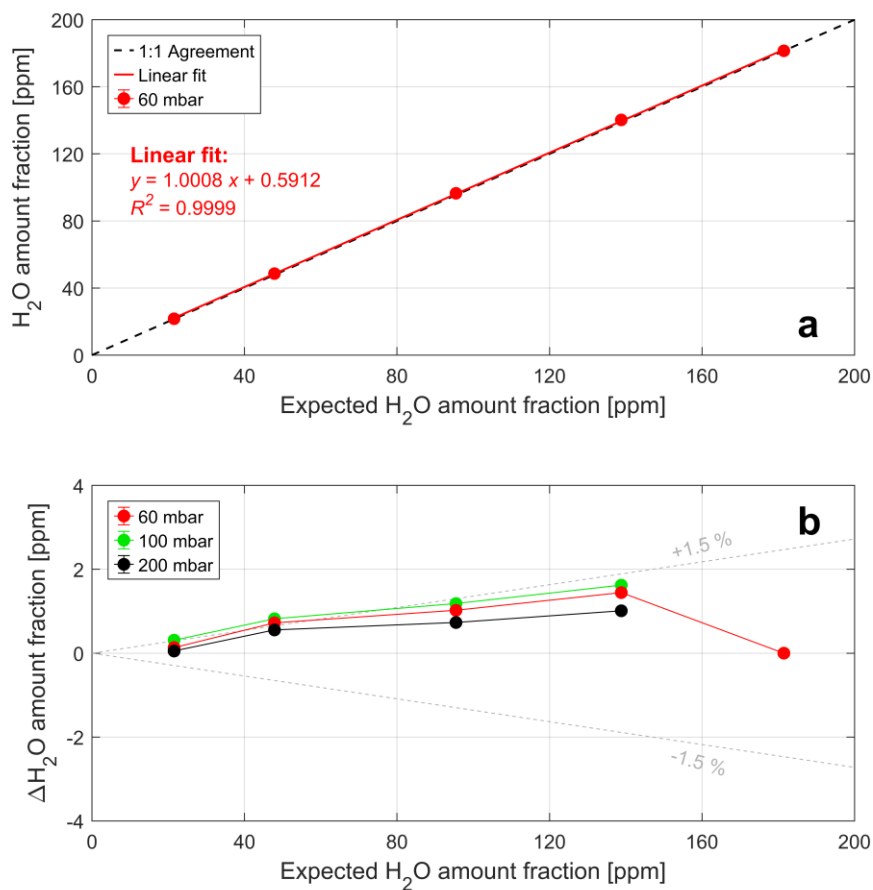 200
160
120
80
40
0
H₂O amount fraction [ppm]
1:1 Agreement
Linear fit
60 mbar
Linear fit:
y = 1.0008 x + 0.5912
R² = 0.9999
a
0 40 80 120 160 200
Expected H₂O amount fraction [ppm]
4
2
0
-2
-4
ΔH₂O amount fraction [ppm]
60 mbar
100 mbar
200 mbar
b
+1.5 %
-1.5 %
0 40 80 120 160 200
Expected H₂O amount fraction [ppm]